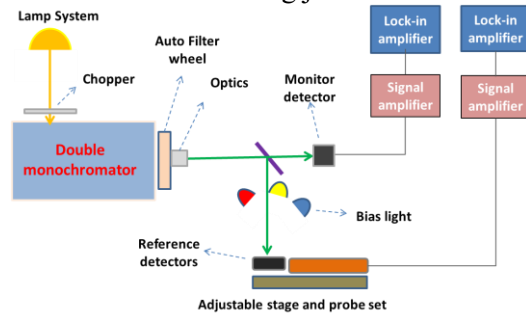 Lamp System
Chopper
Auto Filter
wheel
Optics
Double
monochromator
Monitor
detector
Lock-in
amplifier
Lock-in
amplifier
Signal
amplifier
Signal
amplifier
Bias light
Reference
detectors
Adjustable stage and probe set